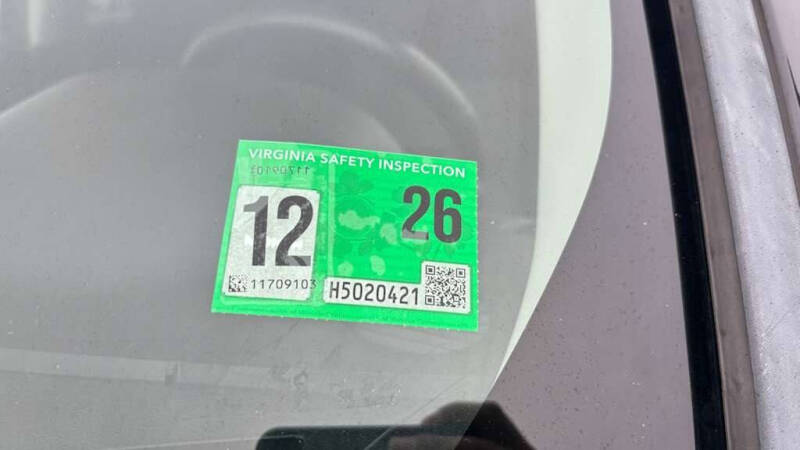 VIRGINIA SAFETY INSPECTION
12 26
11709103 H5020421